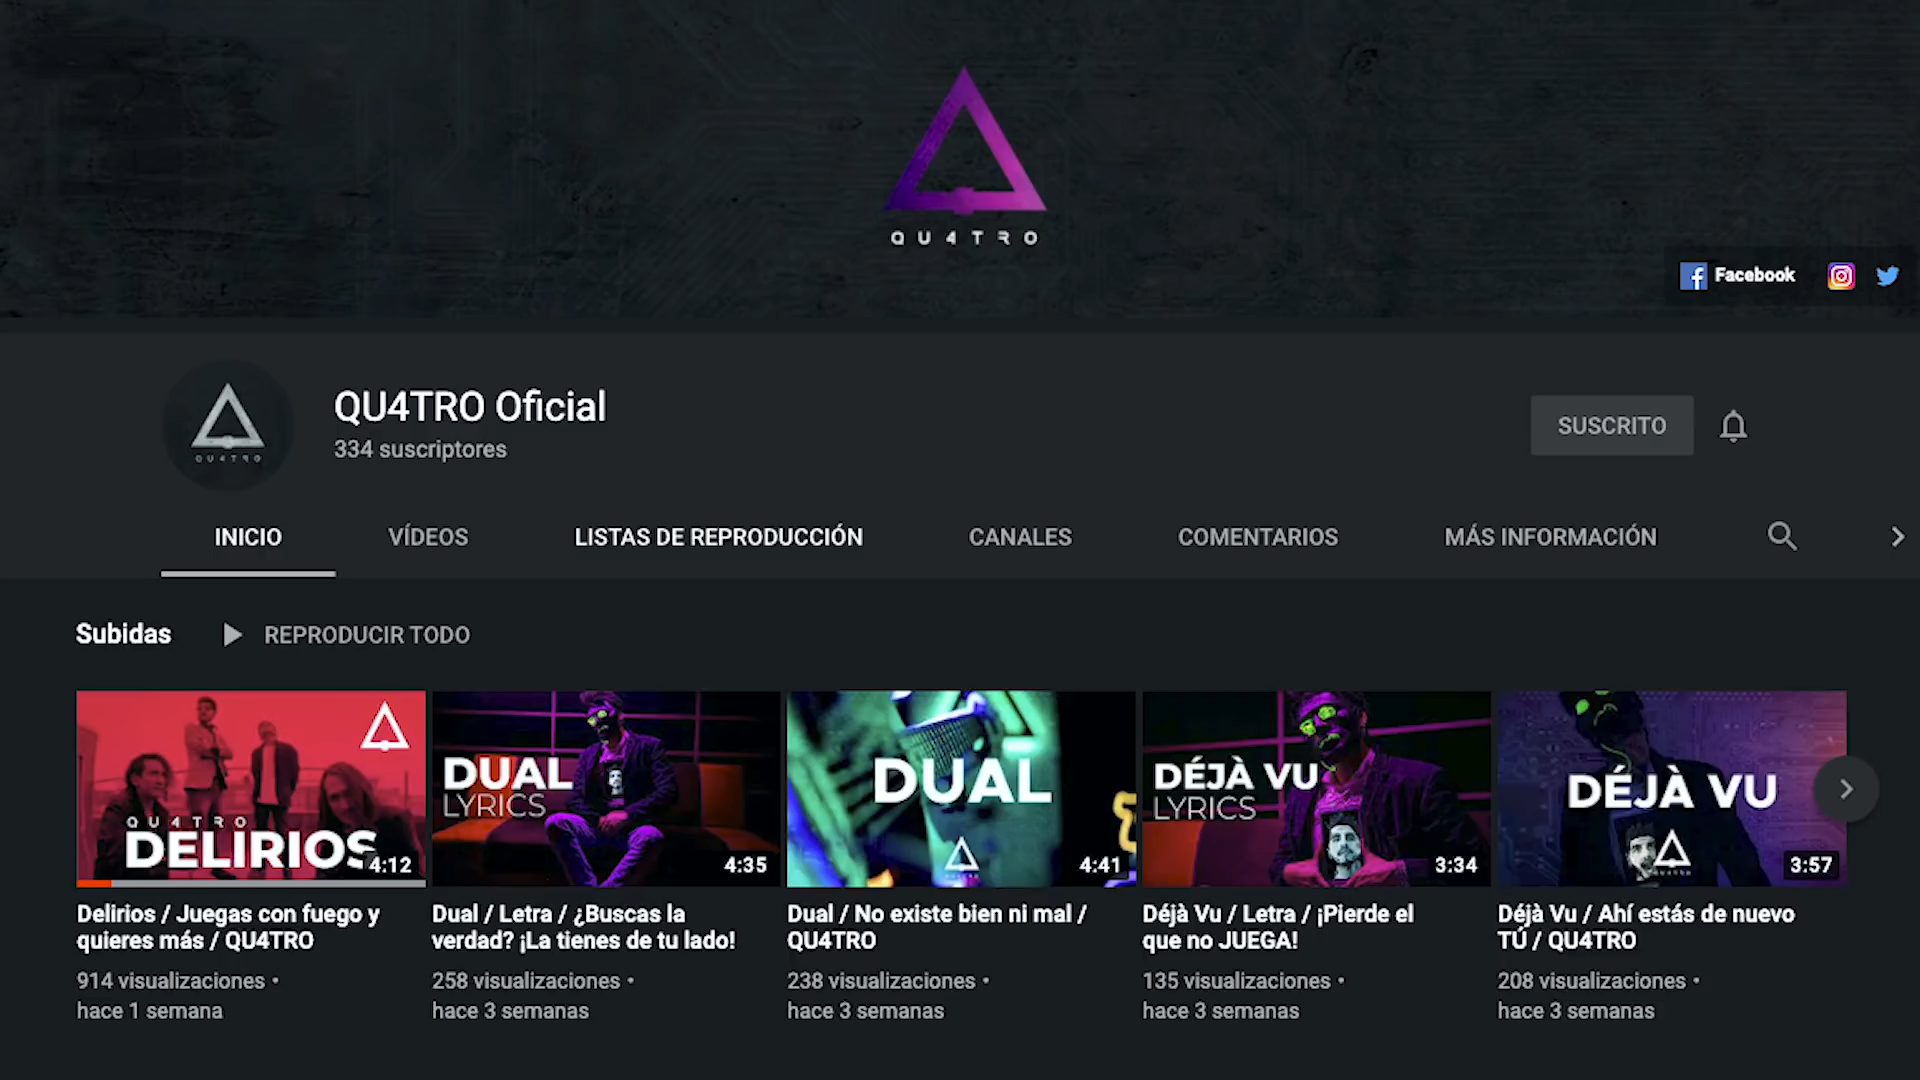 QU4TRO
Facebook
QU4TRO
QU4TRO Oficial
334 suscriptores
SUSCRITO
INICIO
VÍDEOS
LISTAS DE REPRODUCCIÓN
CANALES
COMENTARIOS
MÁS INFORMACIÓN
Subidas
REPRODUCIR TODO
QU4TRO
DELIRIOS
4:12
DUAL
LYRICS
4:35
DUAL
4:41
DÉJÀ VU
LYRICS
3:34
DÉJÀ VU
3:57
Delirios / Juegas con fuego y
quieres más / QU4TRO
914 visualizaciones •
hace 1 semana
Dual / Letra / ¿Buscas la
verdad? ¡La tienes de tu lado!
258 visualizaciones •
hace 3 semanas
Dual / No existe bien ni mal /
QU4TRO
238 visualizaciones •
hace 3 semanas
Déjà Vu / Letra / ¡Pierde el
que no JUEGA!
135 visualizaciones •
hace 3 semanas
Déjà Vu / Ahí estás de nuevo
TÚ / QU4TRO
208 visualizaciones •
hace 3 semanas